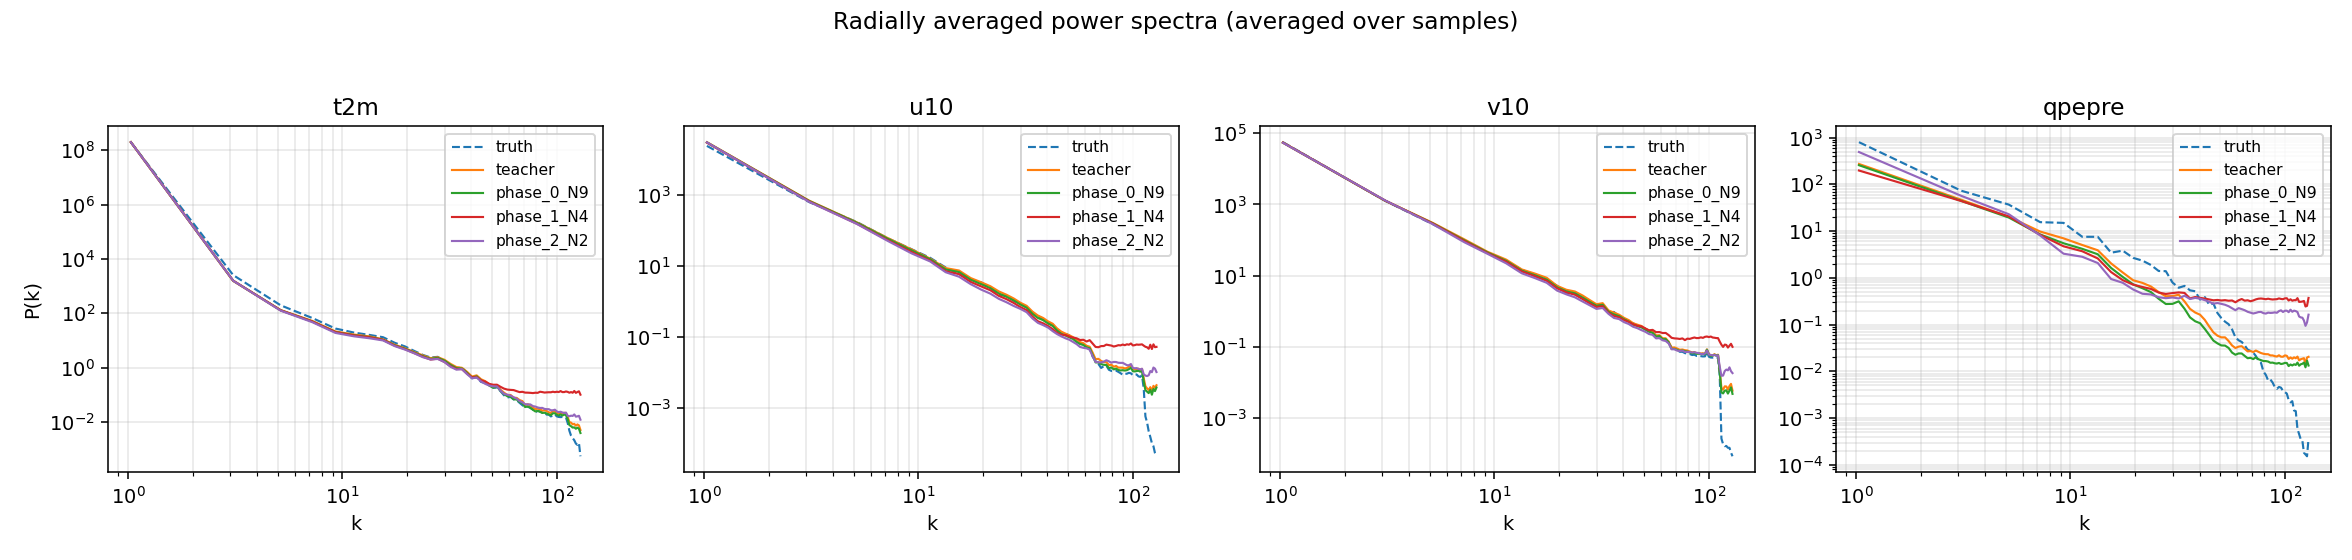 Radially averaged power spectra (averaged over samples)
t2m
P(k)
10^8
10^6
10^4
10^2
10^0
10^-2
truth
teacher
phase_0_N9
phase_1_N4
phase_2_N2
10^0
10^1
10^2
k
u10
10^3
10^1
10^-1
10^-3
truth
teacher
phase_0_N9
phase_1_N4
phase_2_N2
10^0
10^1
10^2
k
v10
10^5
10^3
10^1
10^-1
10^-3
truth
teacher
phase_0_N9
phase_1_N4
phase_2_N2
10^0
10^1
10^2
k
qpepre
10^3
10^2
10^1
10^0
10^-1
10^-2
10^-3
10^-4
truth
teacher
phase_0_N9
phase_1_N4
phase_2_N2
10^0
10^1
10^2
k